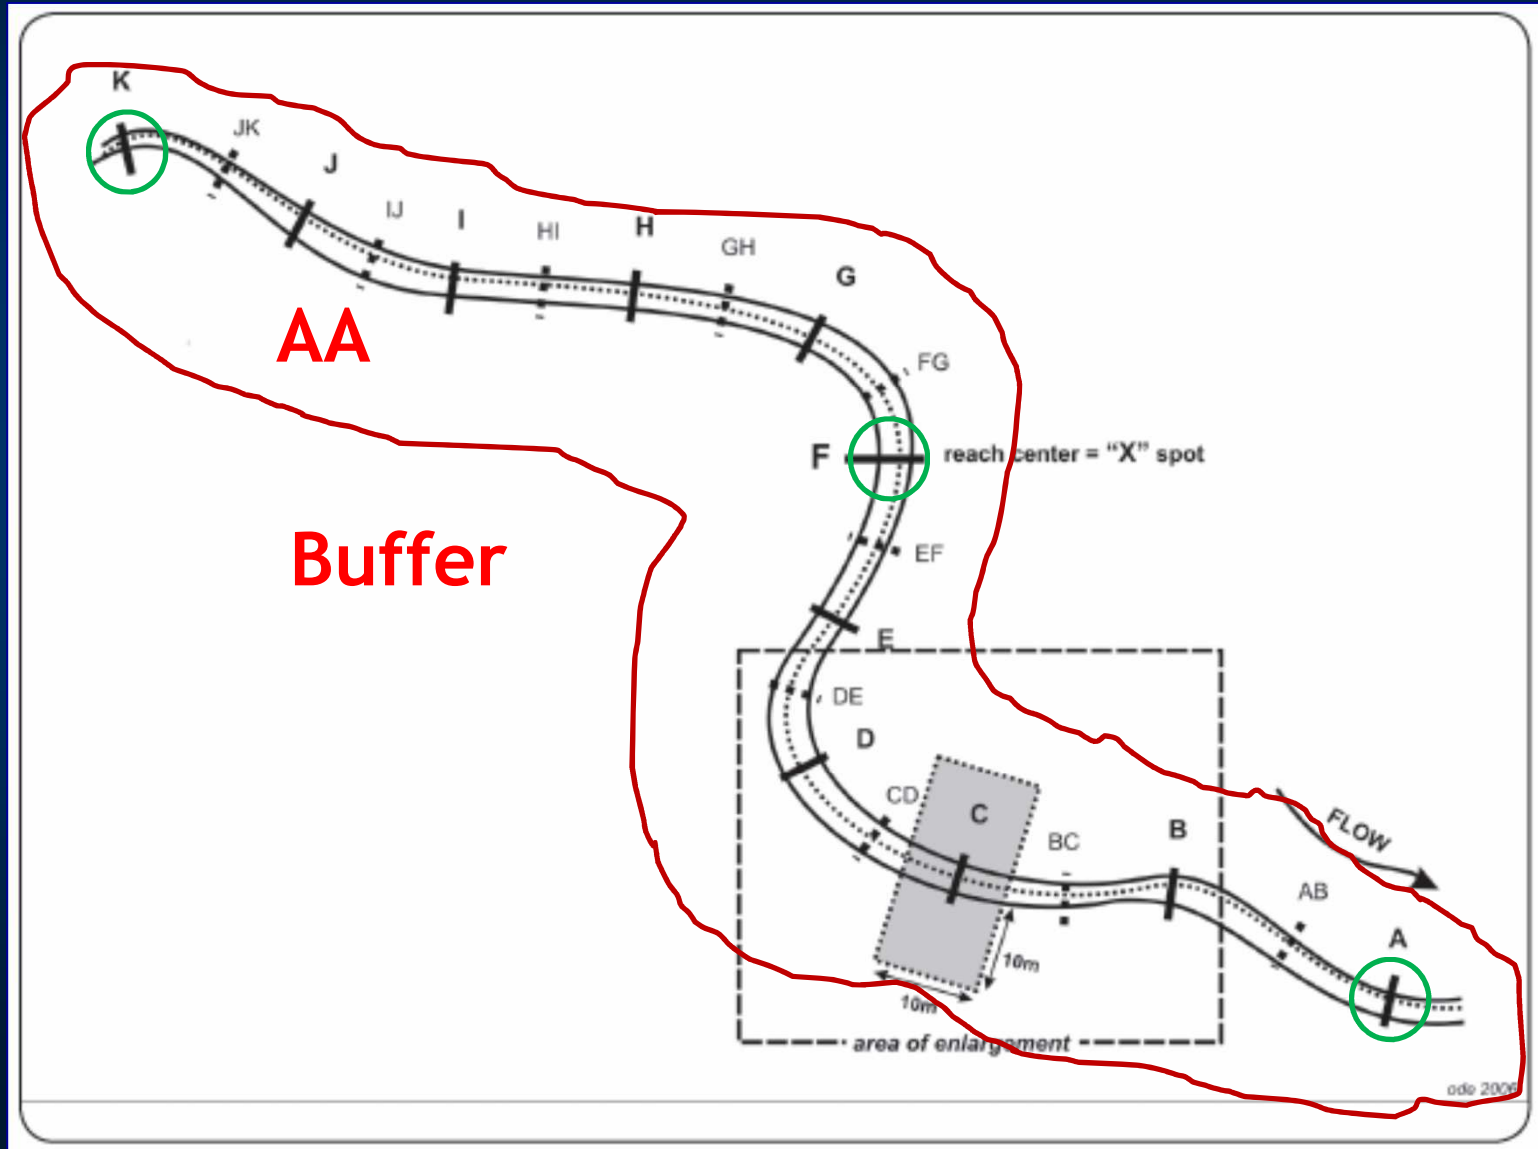 K
JK
J
IJ
I
HI
H
GH
G
AA
FG
F
reach center = “X” spot
Buffer
EF
E
DE
D
CD
C
BC
B
FLOW
AB
A
10m
10m
area of enlargement
ode 2006